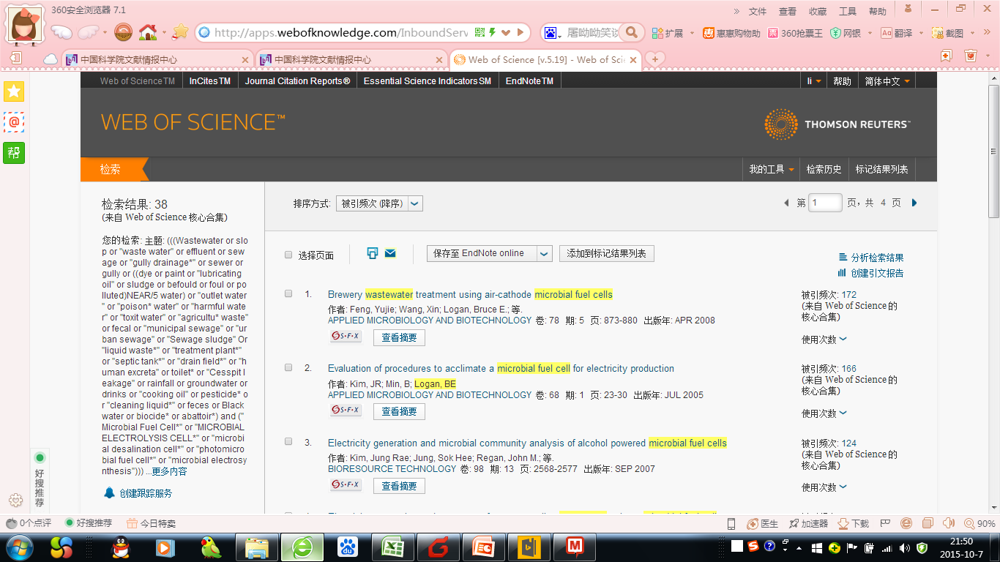 360安全浏览器 7.1
» 文件 查看 收藏 工具 帮助
http://apps.webofknowledge.com/InboundServ
屠呦呦笑谈
扩展 惠惠购物助 360抢票王 网银 翻译 截图 »
中国科学院文献情报中心
中国科学院文献情报中心
Web of Science [v.5.19] - Web of Scie
Web of Science™ InCites™ Journal Citation Reports® Essential Science Indicators℠ EndNote™
li 帮助 简体中文
WEB OF SCIENCE™
THOMSON REUTERS™
检索
我的工具 检索历史 标记结果列表
检索结果: 38
(来自 Web of Science 核心合集)
您的检索: 主题: (((Wastewater or slo
p or "waste water" or effluent or sew
age or "gully drainage*" or sewer or
gully or ((dye or paint or "lubricating
oil" or sludge or befould or foul or po
lluted)NEAR/5 water) or "outlet water
" or "poison* water" or "harmful wate
r" or "toxit water" or "agricultu* waste"
or fecal or "municipal sewage" or "ur
ban sewage" or "Sewage sludge" Or
"liquid waste*" or "treatment plant*"
or "septic tank*" or "drain field*" or "h
uman excreta" or toilet* or "Cesspit l
eakage" or rainfall or groundwater or
drinks or "cooking oil" or pesticide* o
r "cleaning liquid*" or feces or Black
water or biocide* or abattoir*) and ("
Microbial Fuel Cell*" or "MICROBIAL
ELECTROLYSIS CELL*" or "microbi
al desalination cell*" or "photomicro
bial fuel cell*" or "microbial electrosy
nthesis"))) ...更多内容
创建跟踪服务
排序方式: 被引频次 (降序)
第 1 页，共 4 页
选择页面
保存至 EndNote online
添加到标记结果列表
分析检索结果
创建引文报告
1. Brewery wastewater treatment using air-cathode microbial fuel cells
作者: Feng, Yujie; Wang, Xin; Logan, Bruce E.; 等.
APPLIED MICROBIOLOGY AND BIOTECHNOLOGY 卷: 78 期: 5 页: 873-880 出版年: APR 2008
S·F·X 查看摘要
被引频次: 172
(来自 Web of Science 的
核心合集)
使用次数
2. Evaluation of procedures to acclimate a microbial fuel cell for electricity production
作者: Kim, JR; Min, B; Logan, BE
APPLIED MICROBIOLOGY AND BIOTECHNOLOGY 卷: 68 期: 1 页: 23-30 出版年: JUL 2005
S·F·X 查看摘要
被引频次: 166
(来自 Web of Science 的
核心合集)
使用次数
3. Electricity generation and microbial community analysis of alcohol powered microbial fuel cells
作者: Kim, Jung Rae; Jung, Sok Hee; Regan, John M.; 等.
BIORESOURCE TECHNOLOGY 卷: 98 期: 13 页: 2568-2577 出版年: SEP 2007
S·F·X 查看摘要
被引频次: 124
(来自 Web of Science 的
核心合集)
使用次数
帮
好搜推荐
0个点评 好搜推荐 今日特卖
医生 加速器 下载 90%
21:50
2015-10-7